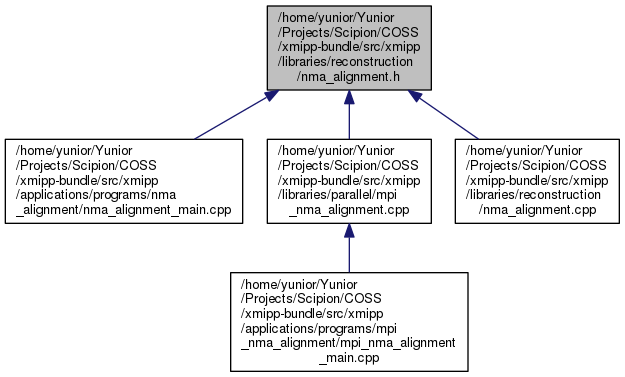 /home/yunior/Yunior
/Projects/Scipion/COSS
/xmipp-bundle/src/xmipp
/libraries/reconstruction
/nma_alignment.h
/home/yunior/Yunior
/Projects/Scipion/COSS
/xmipp-bundle/src/xmipp
/applications/programs/nma
_alignment/nma_alignment_main.cpp
/home/yunior/Yunior
/Projects/Scipion/COSS
/xmipp-bundle/src/xmipp
/libraries/parallel/mpi
_nma_alignment.cpp
/home/yunior/Yunior
/Projects/Scipion/COSS
/xmipp-bundle/src/xmipp
/libraries/reconstruction
/nma_alignment.cpp
/home/yunior/Yunior
/Projects/Scipion/COSS
/xmipp-bundle/src/xmipp
/applications/programs/mpi
_nma_alignment/mpi_nma_alignment
_main.cpp